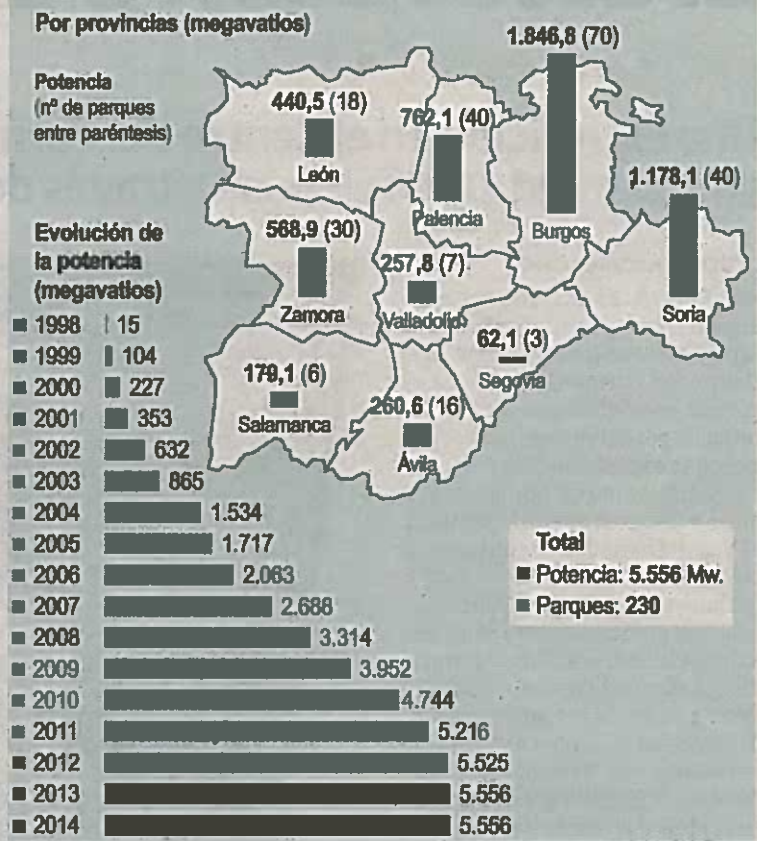 Por provincias (megavatios)
Potencia
(nº de parques
entre paréntesis)
440,5 (18)
León
762,1 (40)
Palencia
1.846,8 (70)
Burgos
1.178,1 (40)
Soria
568,9 (30)
Zamora
257,8 (7)
Valladolid
62,1 (3)
Segovia
179,1 (6)
Salamanca
260,6 (16)
Ávila
Evolución de
la potencia
(megavatios)
1998 15
1999 104
2000 227
2001 353
2002 632
2003 865
2004 1.534
2005 1.717
2006 2.063
2007 2.688
2008 3.314
2009 3.952
2010 4.744
2011 5.216
2012 5.525
2013 5.556
2014 5.556
Total
Potencia: 5.556 Mw.
Parques: 230